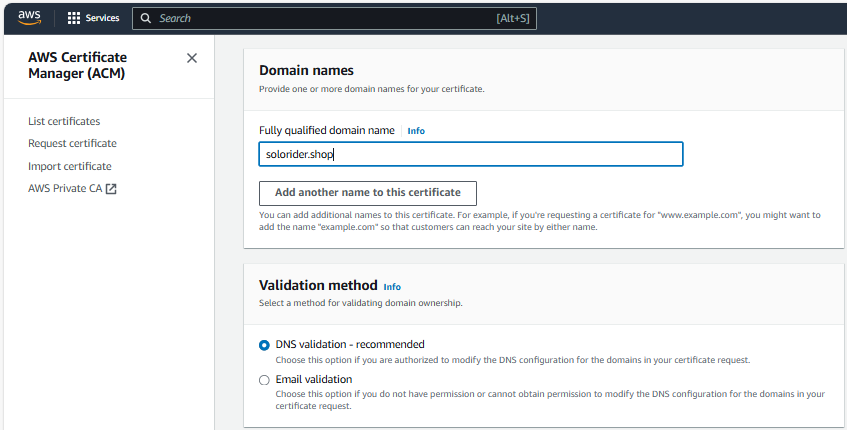 aws
Services
Search
[Alt+S]
AWS Certificate
Manager (ACM)
List certificates
Request certificate
Import certificate
AWS Private CA
Domain names
Provide one or more domain names for your certificate.
Fully qualified domain name
Info
solorider.shop
Add another name to this certificate
You can add additional names to this certificate. For example, if you're requesting a certificate for "www.example.com", you might want to
add the name "example.com" so that customers can reach your site by either name.
Validation method
Info
Select a method for validating domain ownership.
DNS validation - recommended
Choose this option if you are authorized to modify the DNS configuration for the domains in your certificate request.
Email validation
Choose this option if you do not have permission or cannot obtain permission to modify the DNS configuration for the domains in your
certificate request.